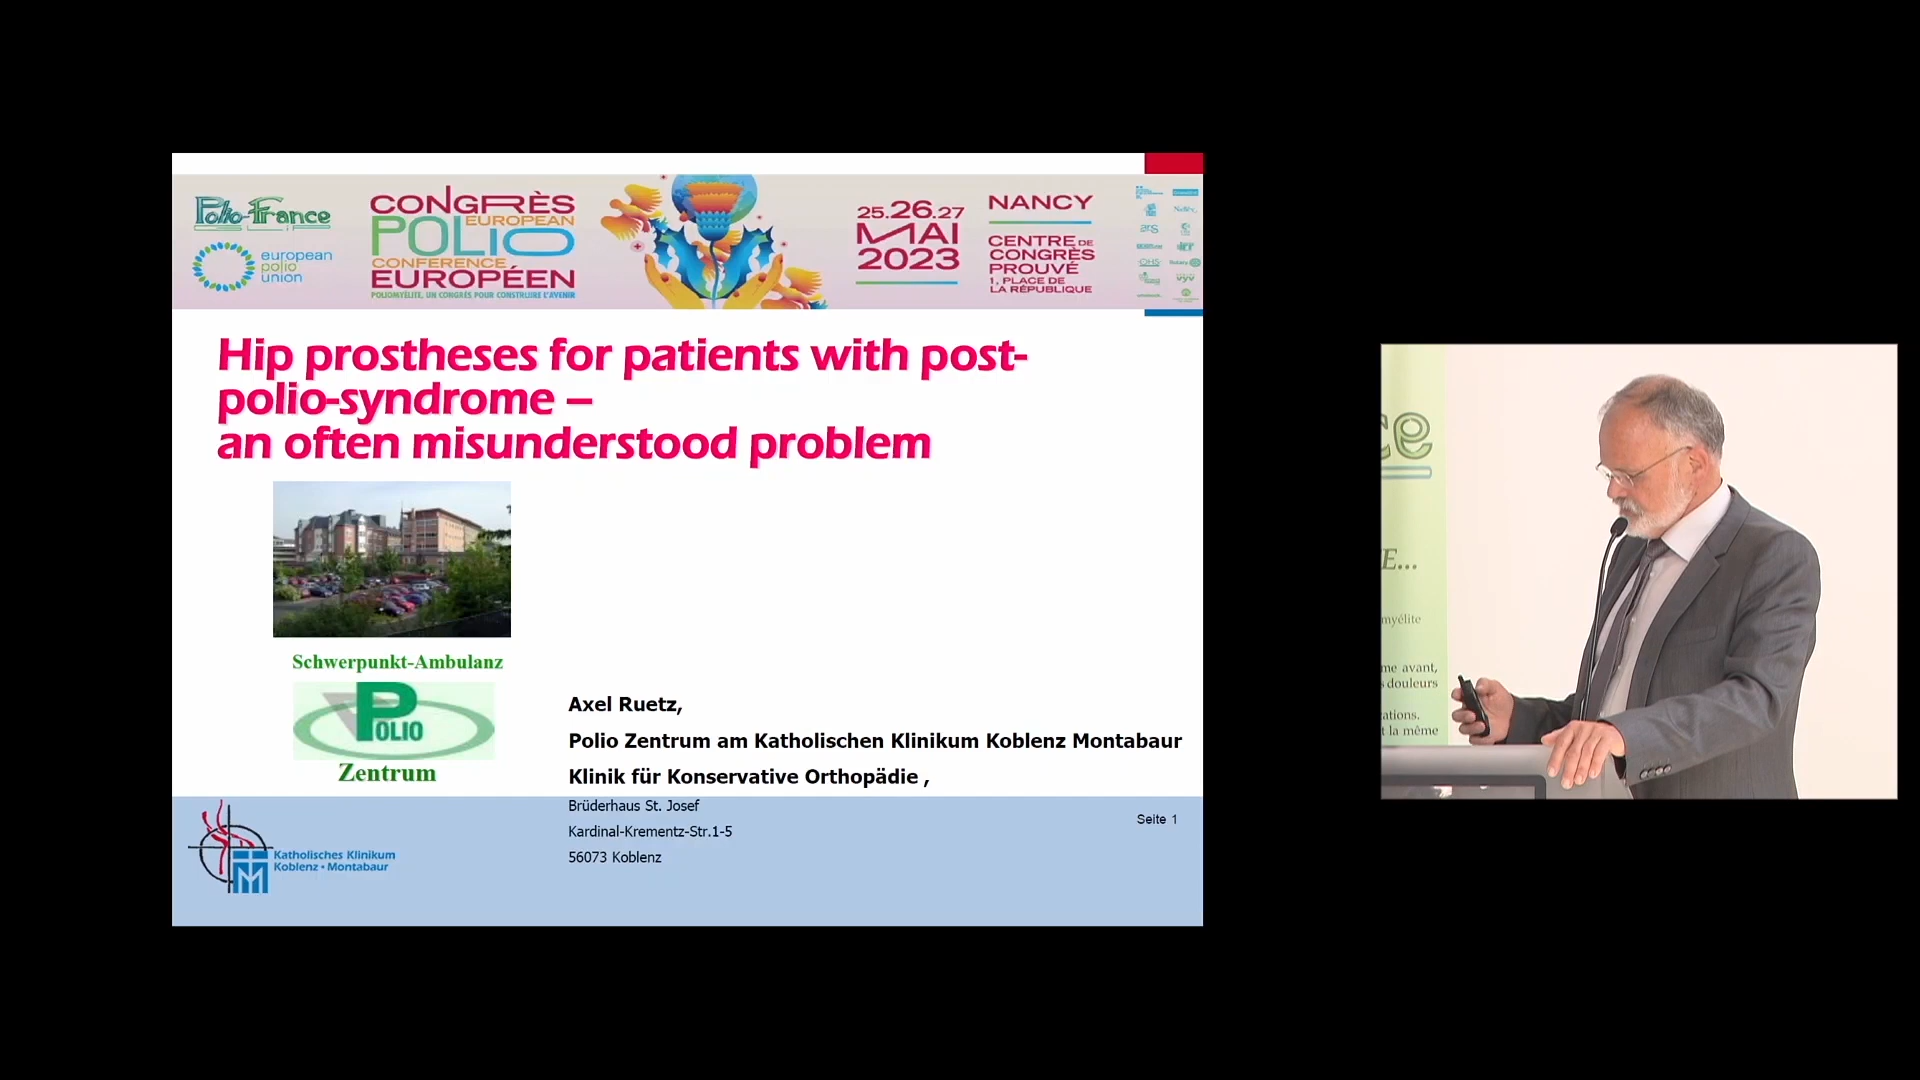 Polio-France
european
polio
union
CONGRÈS
EUROPEAN
POLIO
CONFERENCE
EUROPÉEN
POLIOMYÉLITE, UN CONGRÈS POUR CONSTRUIRE L'AVENIR
25.26.27
MAI
2023
NANCY
CENTRE DE
CONGRÈS
PROUVÉ
1, PLACE DE
LA RÉPUBLIQUE
Hip prostheses for patients with post-
polio-syndrome –
an often misunderstood problem
Schwerpunkt-Ambulanz
POLIO
Zentrum
Axel Ruetz,
Polio Zentrum am Katholischen Klinikum Koblenz Montabaur
Klinik für Konservative Orthopädie ,
Brüderhaus St. Josef
Kardinal-Krementz-Str.1-5
56073 Koblenz
Seite 1
Katholisches Klinikum
Koblenz • Montabaur
ce
E...
myélite
me avant,
s douleurs
ations.
t la même